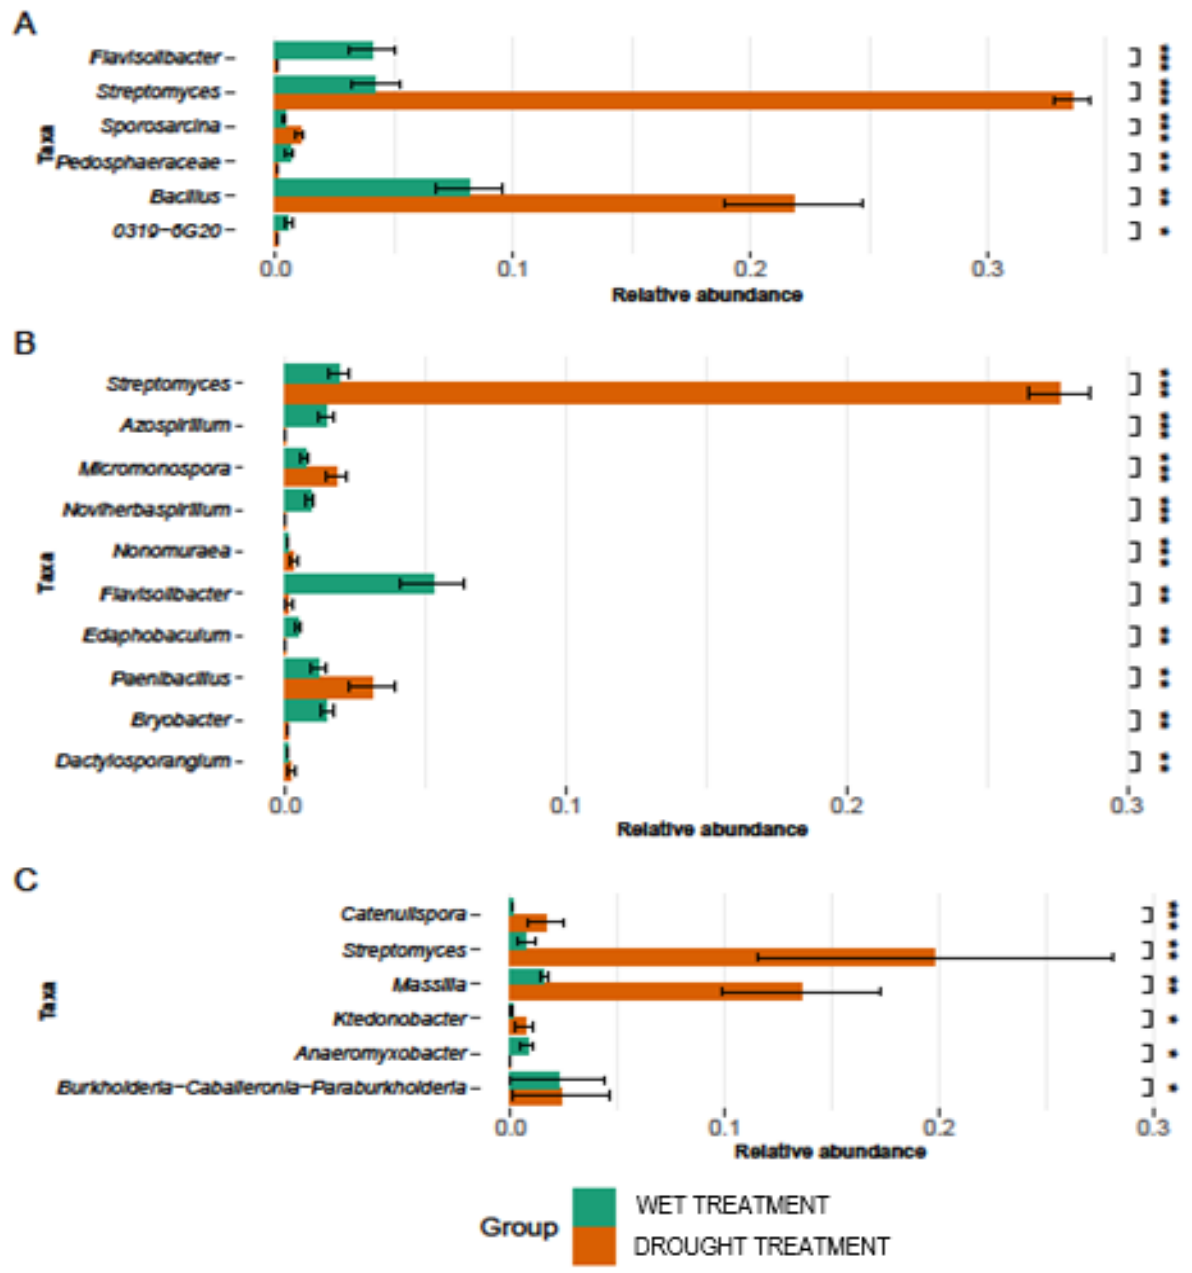 A
Flavisolibacter
Streptomyces
Sporosarcina
Pedosphaeraceae
Bacillus
0319-6G20
Taxa
***
***
***
**
**
*
0.0 0.1 0.2 0.3
Relative abundance
B
Streptomyces
Azospirillum
Micromonospora
Noviherbaspirillum
Nonomuraea
Flavisolibacter
Edaphobaculum
Paenibacillus
Bryobacter
Dactylosporangium
Taxa
***
***
***
***
**
**
**
**
**
**
0.0 0.1 0.2 0.3
Relative abundance
C
Catenulispora
Streptomyces
Massilia
Ktedonobacter
Anaeromyxobacter
Burkholderia-Caballeronia-Paraburkholderia
Taxa
***
**
**
*
*
*
0.0 0.1 0.2 0.3
Relative abundance
Group
WET TREATMENT
DROUGHT TREATMENT